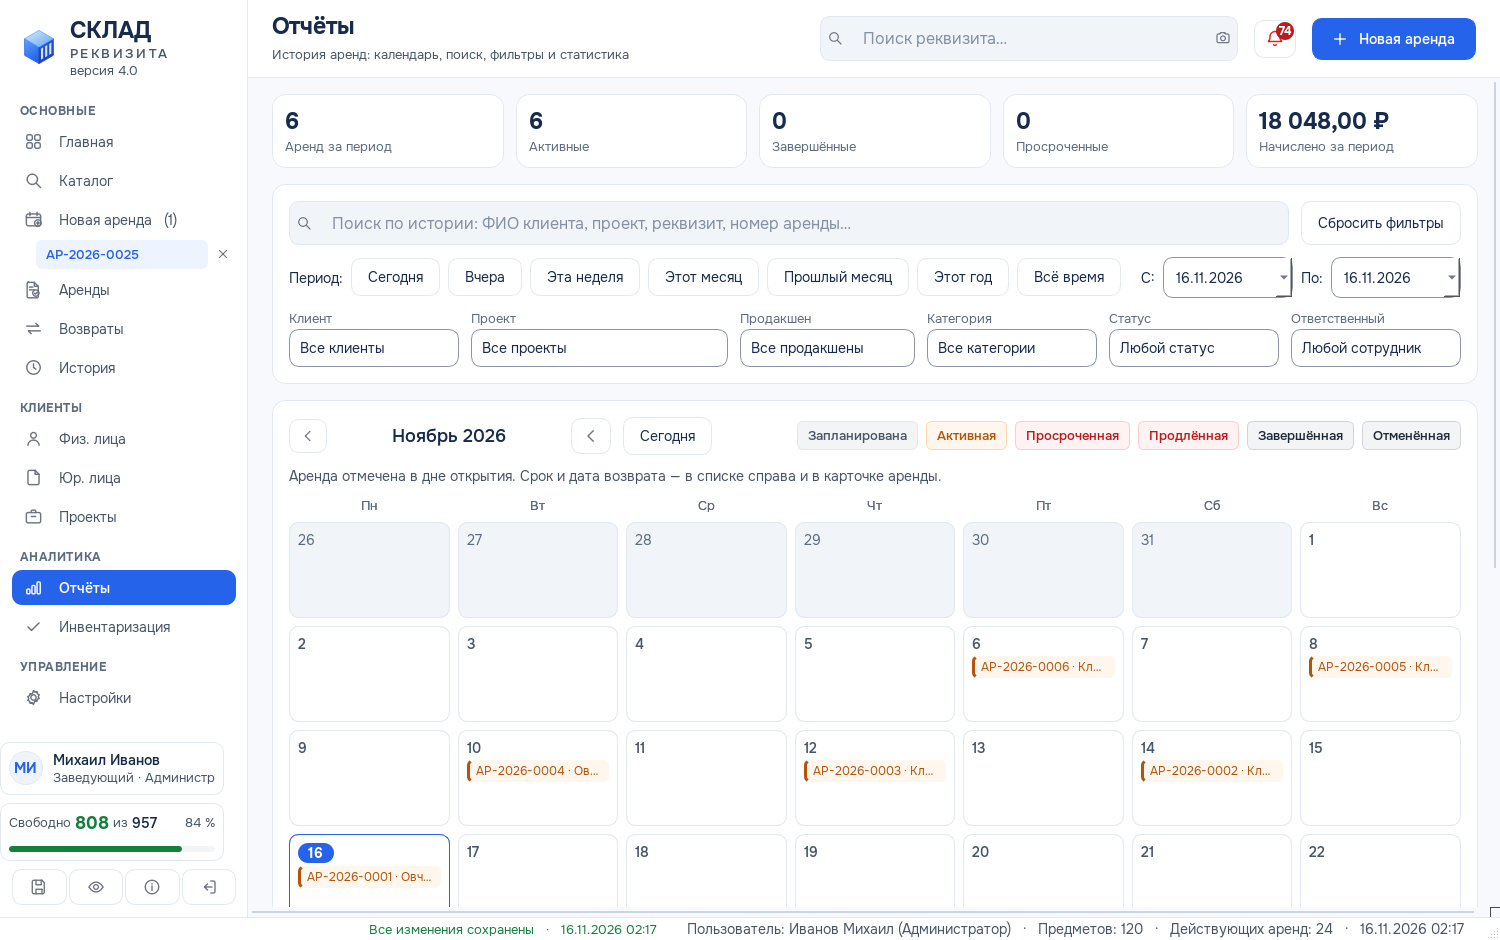 СКЛАД
РЕКВИЗИТА
версия 4.0
ОСНОВНЫЕ
Главная
Каталог
Новая аренда (1)
АР-2026-0025
Аренды
Возвраты
История
КЛИЕНТЫ
Физ. лица
Юр. лица
Проекты
АНАЛИТИКА
Отчёты
Инвентаризация
УПРАВЛЕНИЕ
Настройки
МИ
Михаил Иванов
Заведующий · Администр
Свободно 808 из 957 84 %
Отчёты
История аренд: календарь, поиск, фильтры и статистика
Поиск реквизита...
74
Новая аренда
6
Аренд за период
6
Активные
0
Завершённые
0
Просроченные
18 048,00 ₽
Начислено за период
Поиск по истории: ФИО клиента, проект, реквизит, номер аренды...
Сбросить фильтры
Период: Сегодня Вчера Эта неделя Этот месяц Прошлый месяц Этот год Всё время С: 16.11.2026 По: 16.11.2026
Клиент Проект Продакшен Категория Статус Ответственный
Все клиенты Все проекты Все продакшены Все категории Любой статус Любой сотрудник
Ноябрь 2026 Сегодня Запланирована Активная Просроченная Продлённая Завершённая Отменённая
Аренда отмечена в дне открытия. Срок и дата возврата — в списке справа и в карточке аренды.
Пн Вт Ср Чт Пт Сб Вс
26 27 28 29 30 31 1
2 3 4 5 6 7 8
АР-2026-0006 · Кл... АР-2026-0005 · Кл...
9 10 11 12 13 14 15
АР-2026-0004 · Ов... АР-2026-0003 · Кл... АР-2026-0002 · Кл...
16 17 18 19 20 21 22
АР-2026-0001 · Овч...
Все изменения сохранены · 16.11.2026 02:17 Пользователь: Иванов Михаил (Администратор) · Предметов: 120 · Действующих аренд: 24 · 16.11.2026 02:17